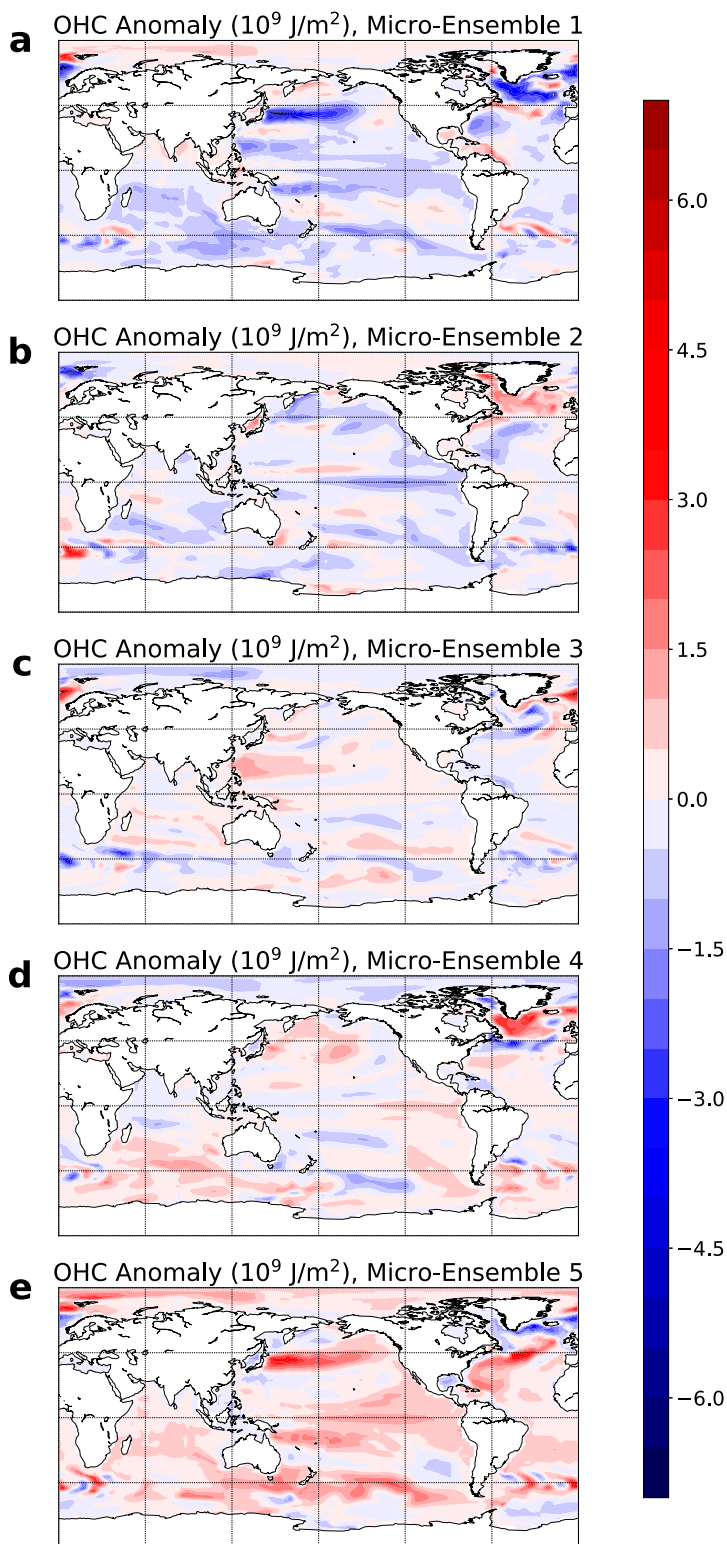 a
OHC Anomaly (10⁹ J/m²), Micro-Ensemble 1
b
OHC Anomaly (10⁹ J/m²), Micro-Ensemble 2
c
OHC Anomaly (10⁹ J/m²), Micro-Ensemble 3
d
OHC Anomaly (10⁹ J/m²), Micro-Ensemble 4
e
OHC Anomaly (10⁹ J/m²), Micro-Ensemble 5
6.0
4.5
3.0
1.5
0.0
−1.5
−3.0
−4.5
−6.0